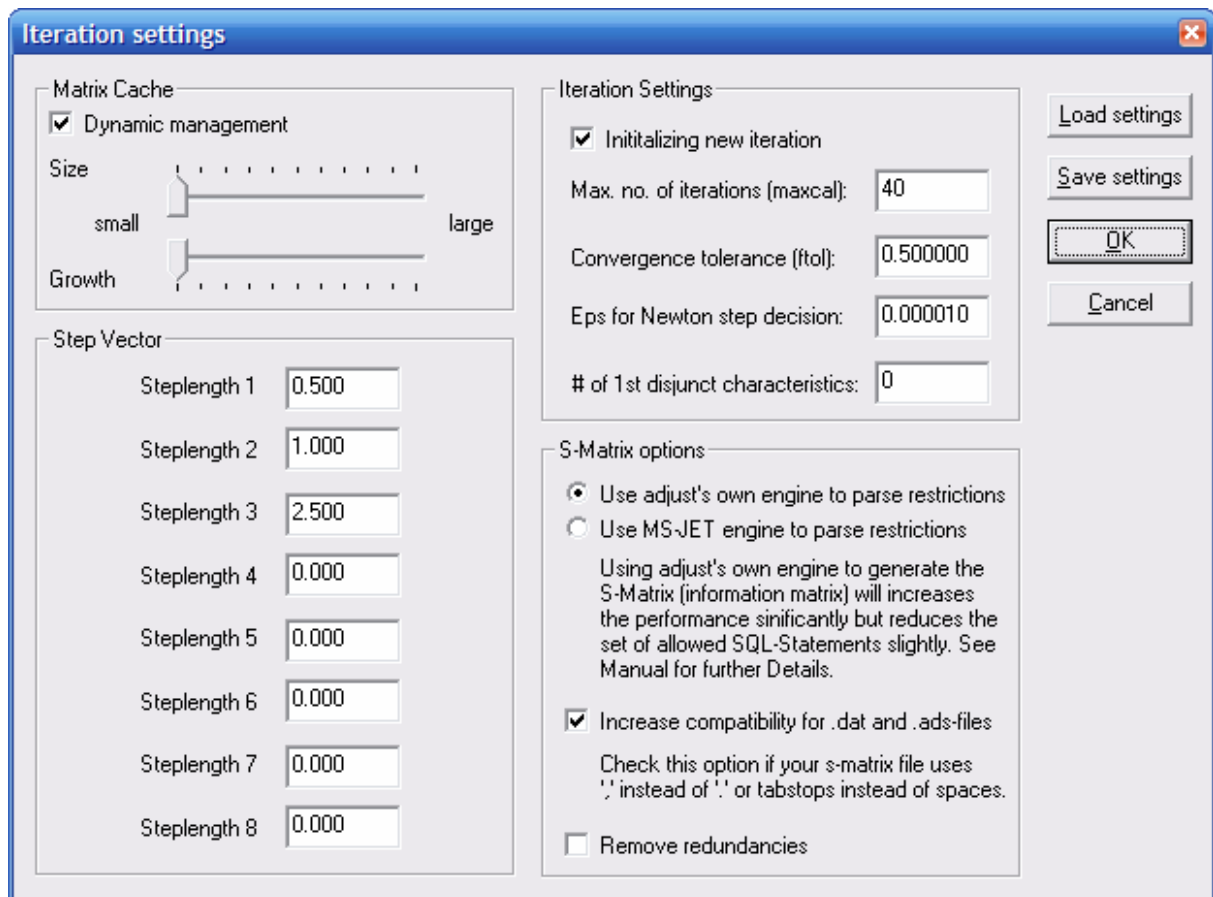 Iteration settings
Matrix Cache
Dynamic management
Size
small
large
Growth
Step Vector
Steplength 1
0.500
Steplength 2
1.000
Steplength 3
2.500
Steplength 4
0.000
Steplength 5
0.000
Steplength 6
0.000
Steplength 7
0.000
Steplength 8
0.000
Iteration Settings
Inititalizing new iteration
Max. no. of iterations (maxcal):
40
Convergence tolerance (ftol):
0.500000
Eps for Newton step decision:
0.000010
# of 1st disjunct characteristics:
0
S-Matrix options
Use adjust's own engine to parse restrictions
Use MS-JET engine to parse restrictions
Using adjust's own engine to generate the
S-Matrix (information matrix) will increases
the performance sinificantly but reduces the
set of allowed SQL-Statements slightly. See
Manual for further Details.
Increase compatibility for .dat and .ads-files
Check this option if your s-matrix file uses
',' instead of '.' or tabstops instead of spaces.
Remove redundancies
Load settings
Save settings
OK
Cancel